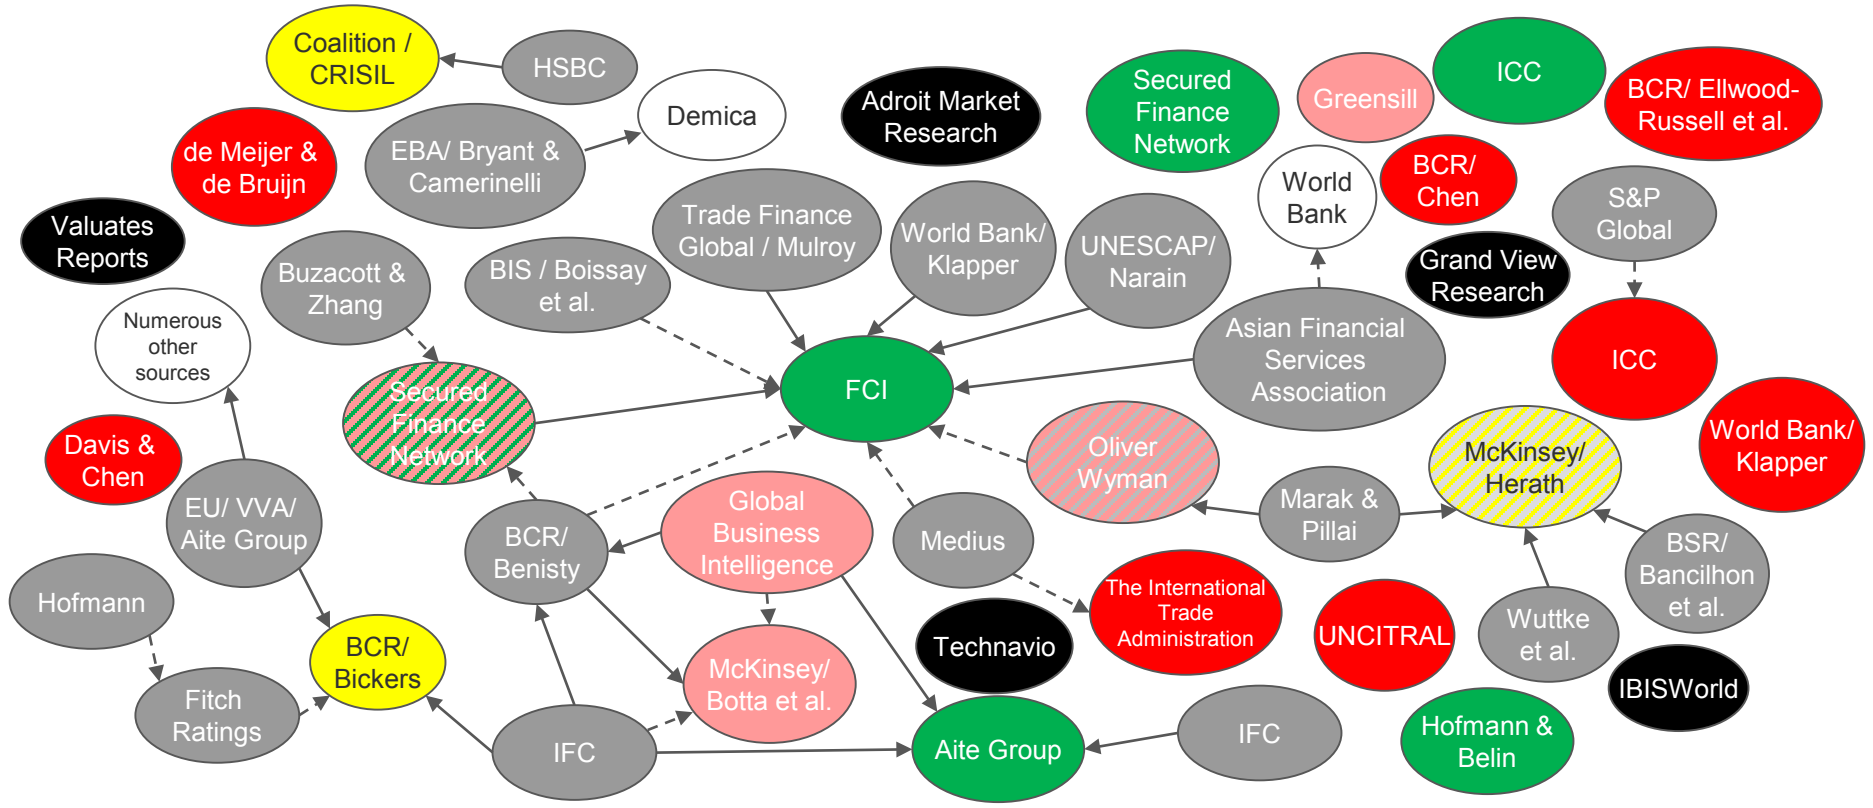 Coalition /
CRISIL
HSBC
Demica
Adroit Market
Research
Secured
Finance
Network
Greensill
ICC
BCR/ Ellwood-
Russell et al.
de Meijer &
de Bruijn
EBA/ Bryant &
Camerinelli
World
Bank
BCR/
Chen
S&P
Global
Valuates
Reports
Buzacott &
Zhang
BIS / Boissay
et al.
Trade Finance
Global / Mulroy
World Bank/
Klapper
UNESCAP/
Narain
Grand View
Research
Numerous
other
sources
Secured
Finance
Network
FCI
Asian Financial
Services
Association
ICC
Davis &
Chen
EU/ VVA/
Aite Group
BCR/
Benisty
Global
Business
Intelligence
Medius
Oliver
Wyman
Marak &
Pillai
McKinsey/
Herath
World Bank/
Klapper
Hofmann
BCR/
Bickers
Fitch
Ratings
IFC
McKinsey/
Botta et al.
Technavio
The International
Trade
Administration
UNCITRAL
Wuttke
et al.
BSR/
Bancilhon
et al.
IBISWorld
Aite Group
IFC
Hofmann &
Belin